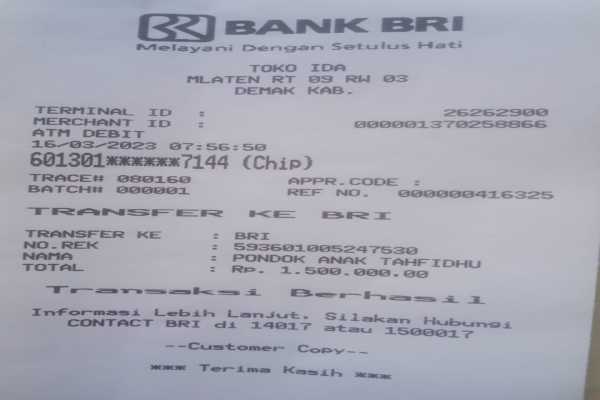 BANK BRI
Melayani Dengan Setulus Hati
TOKO IDA
MLATEN RT 09 RW 03
DEMAK KAB.
TERMINAL ID : 26262900
MERCHANT ID : 000001370258866
ATM DEBIT
16/03/2023 07:56:50
601301******7144 (Chip)
TRACE# 080160 APPR.CODE :
BATCH# 000001 REF NO. 000000416325
TRANSFER KE BRI
TRANSFER KE : BRI
NO.REK : 593601005247530
NAMA : PONDOK ANAK TAHFIDHU
TOTAL : Rp. 1.500.000.00
Transaksi Berhasil
Informasi Lebih Lanjut, Silakan Hubungi
CONTACT BRI di 14017 atau 1500017
--Customer Copy--
*** Terima Kasih ***